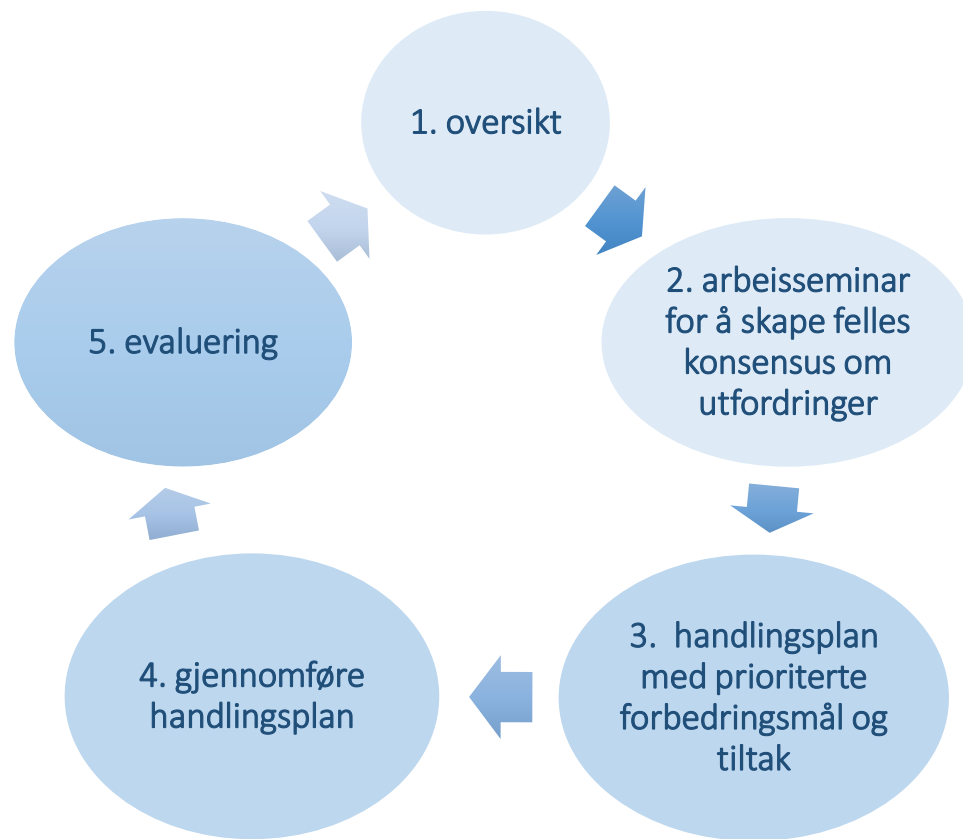 1. oversikt
2. arbeisseminar
for å skape felles
konsensus om
utfordringer
3.  handlingsplan
med prioriterte
forbedringsmål og
tiltak
4. gjennomføre
handlingsplan
5. evaluering